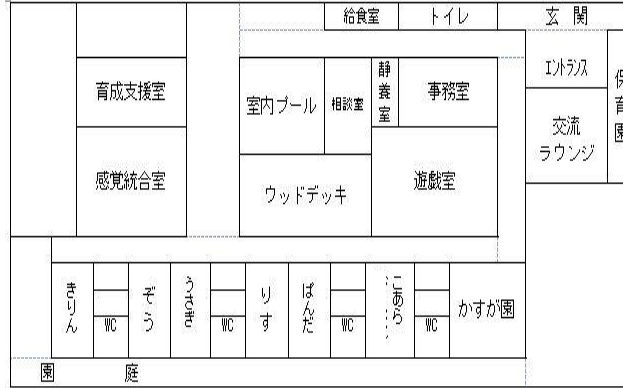 給食室
トイレ
玄 関
育成支援室
室内プール
相談室
静養室
事務室
エントランス
保育園
交流
ラウンジ
感覚統合室
ウッドデッキ
遊戯室
きりん
WC
ぞう
うさぎ
WC
りす
ぱんだ
WC
こあら
WC
かすが園
園 庭